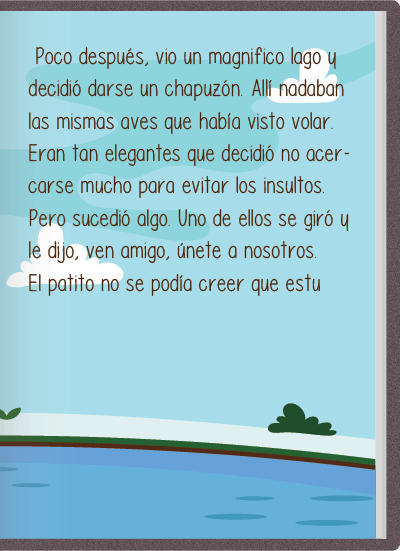 Poco después, vio un magnifico lago y
decidió darse un chapuzón. Allí nadaban
las mismas aves que había visto volar.
Eran tan elegantes que decidió no acer-
carse mucho para evitar los insultos.
Pero sucedió algo. Uno de ellos se giró y
le dijo, ven amigo, únete a nosotros.
El patito no se podía creer que estu